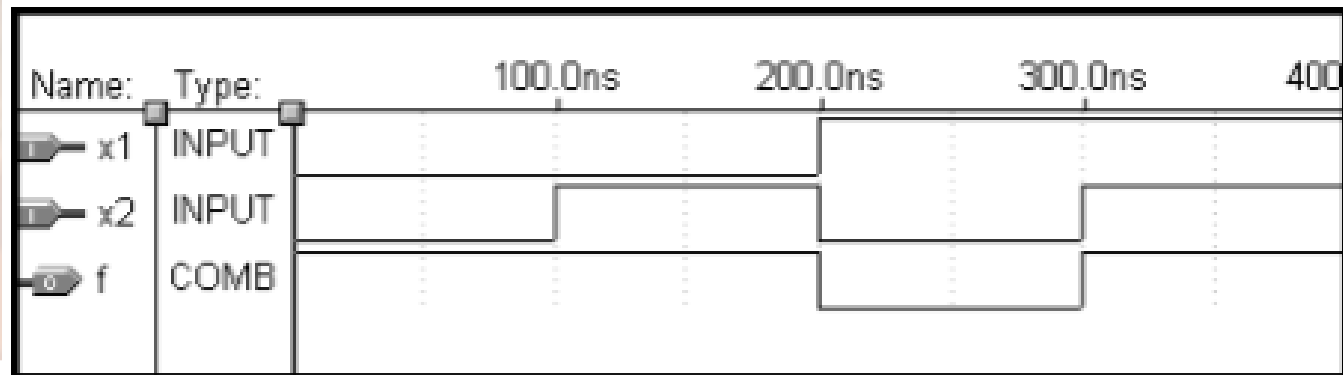 Name: Type: 100.0ns 200.0ns 300.0ns 400
I x1 INPUT
I x2 INPUT
O f COMB